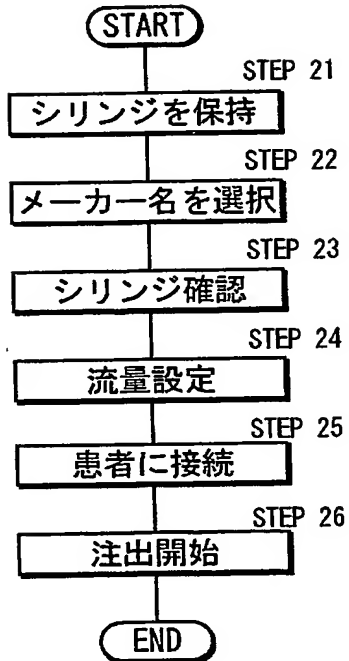 START
STEP 21
シリンジを保持
STEP 22
メーカー名を選択
STEP 23
シリンジ確認
STEP 24
流量設定
STEP 25
患者に接続
STEP 26
注出開始
END